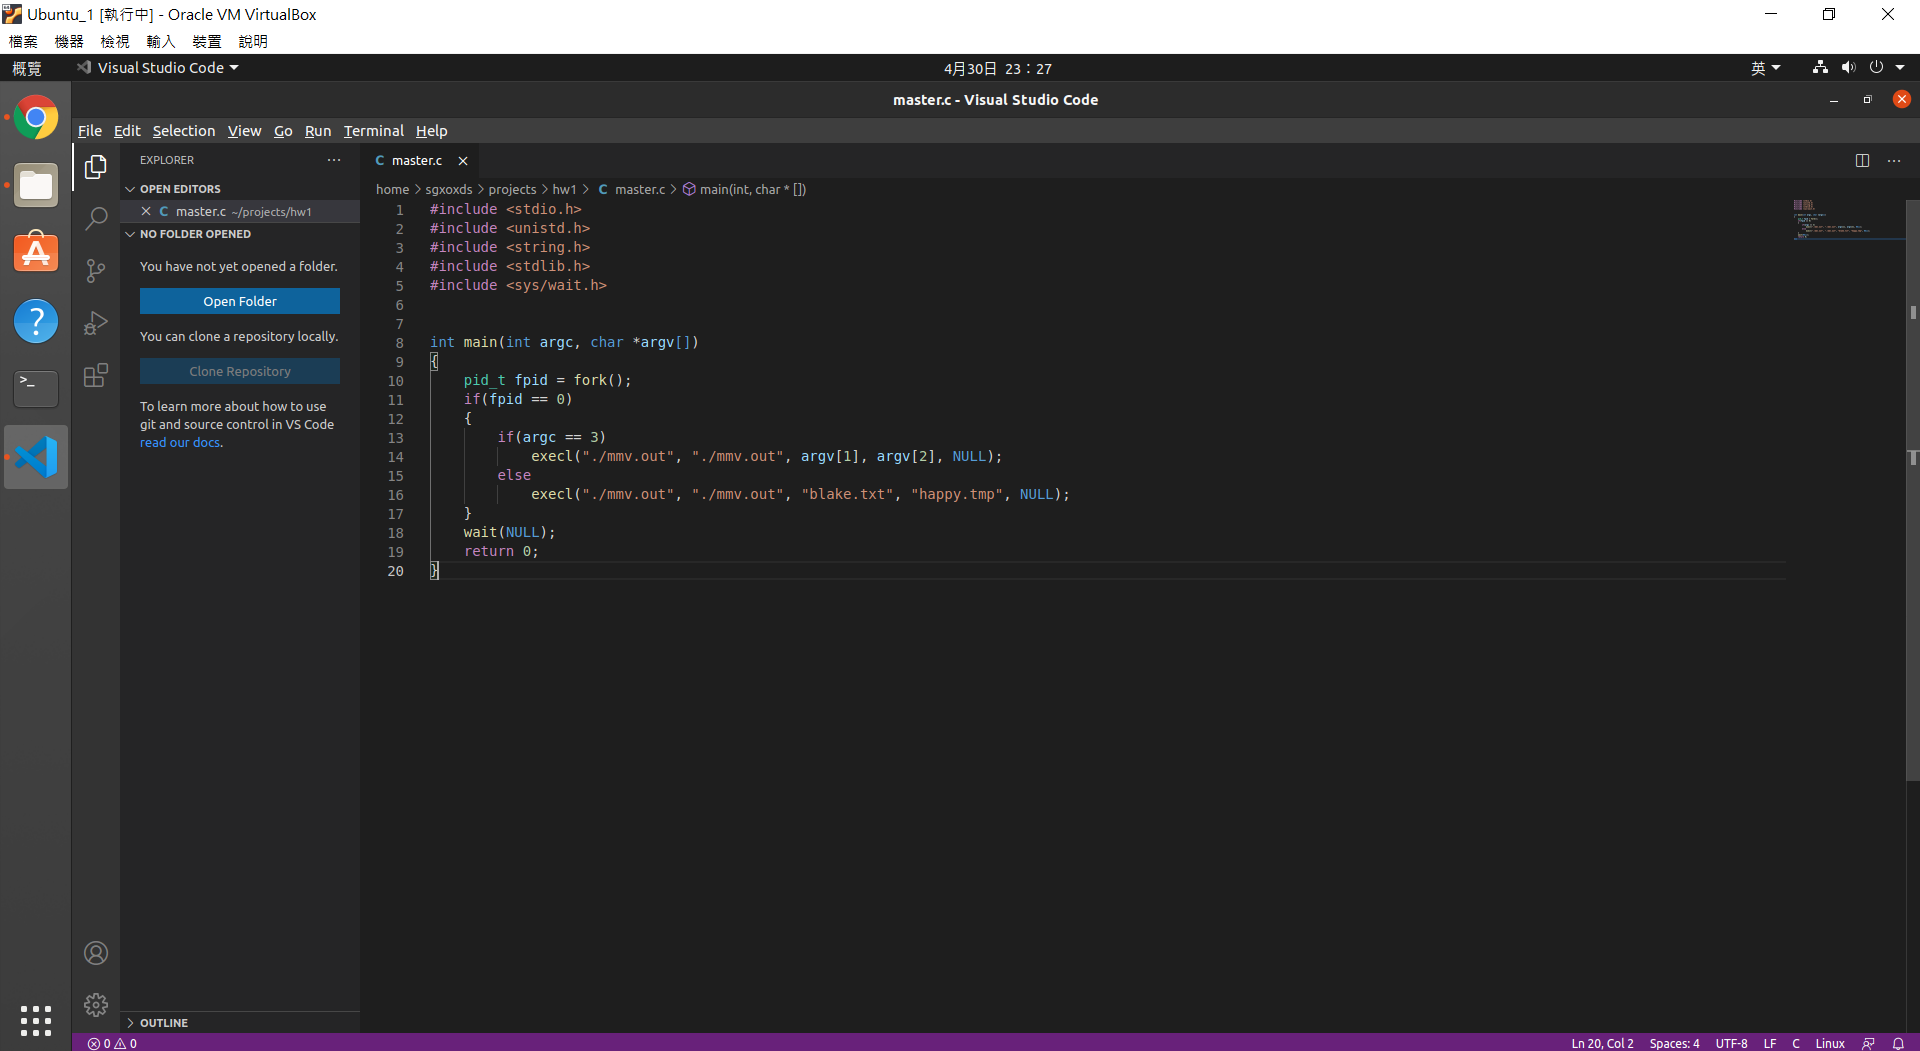 Ubuntu_1 [執行中] - Oracle VM VirtualBox
檔案 機器 檢視 輸入 裝置 說明
概覽 Visual Studio Code 4月30日 23：27 英
master.c - Visual Studio Code
File Edit Selection View Go Run Terminal Help
EXPLORER
OPEN EDITORS
master.c ~/projects/hw1
NO FOLDER OPENED
You have not yet opened a folder.
Open Folder
You can clone a repository locally.
Clone Repository
To learn more about how to use
git and source control in VS Code
read our docs.
OUTLINE
C master.c
home > sgxoxds > projects > hw1 > C master.c > main(int, char * [])
1 #include <stdio.h>
2 #include <unistd.h>
3 #include <string.h>
4 #include <stdlib.h>
5 #include <sys/wait.h>
6
7
8 int main(int argc, char *argv[])
9 {
10 pid_t fpid = fork();
11 if(fpid == 0)
12 {
13 if(argc == 3)
14 execl("./mmv.out", "./mmv.out", argv[1], argv[2], NULL);
15 else
16 execl("./mmv.out", "./mmv.out", "blake.txt", "happy.tmp", NULL);
17 }
18 wait(NULL);
19 return 0;
20 }
0 0 Ln 20, Col 2 Spaces: 4 UTF-8 LF C Linux